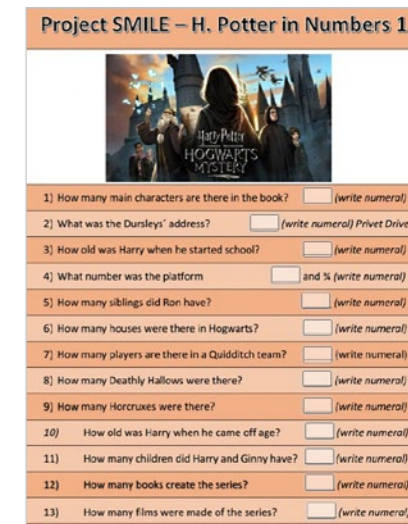 Project SMILE – H. Potter in Numbers 1
Harry Potter
HOGWARTS
MYSTERY
1) How many main characters are there in the book? (write numeral)
2) What was the Dursleys´ address? (write numeral) Privet Drive
3) How old was Harry when he started school? (write numeral)
4) What number was the platform and ¾ (write numeral)
5) How many siblings did Ron have? (write numeral)
6) How many houses were there in Hogwarts? (write numeral)
7) How many players are there in a Quidditch team? (write numeral)
8) How many Deathly Hallows were there? (write numeral)
9) How many Horcruxes were there? (write numeral)
10) How old was Harry when he came off age? (write numeral)
11) How many children did Harry and Ginny have? (write numeral)
12) How many books create the series? (write numeral)
13) How many films were made of the series? (write numeral)